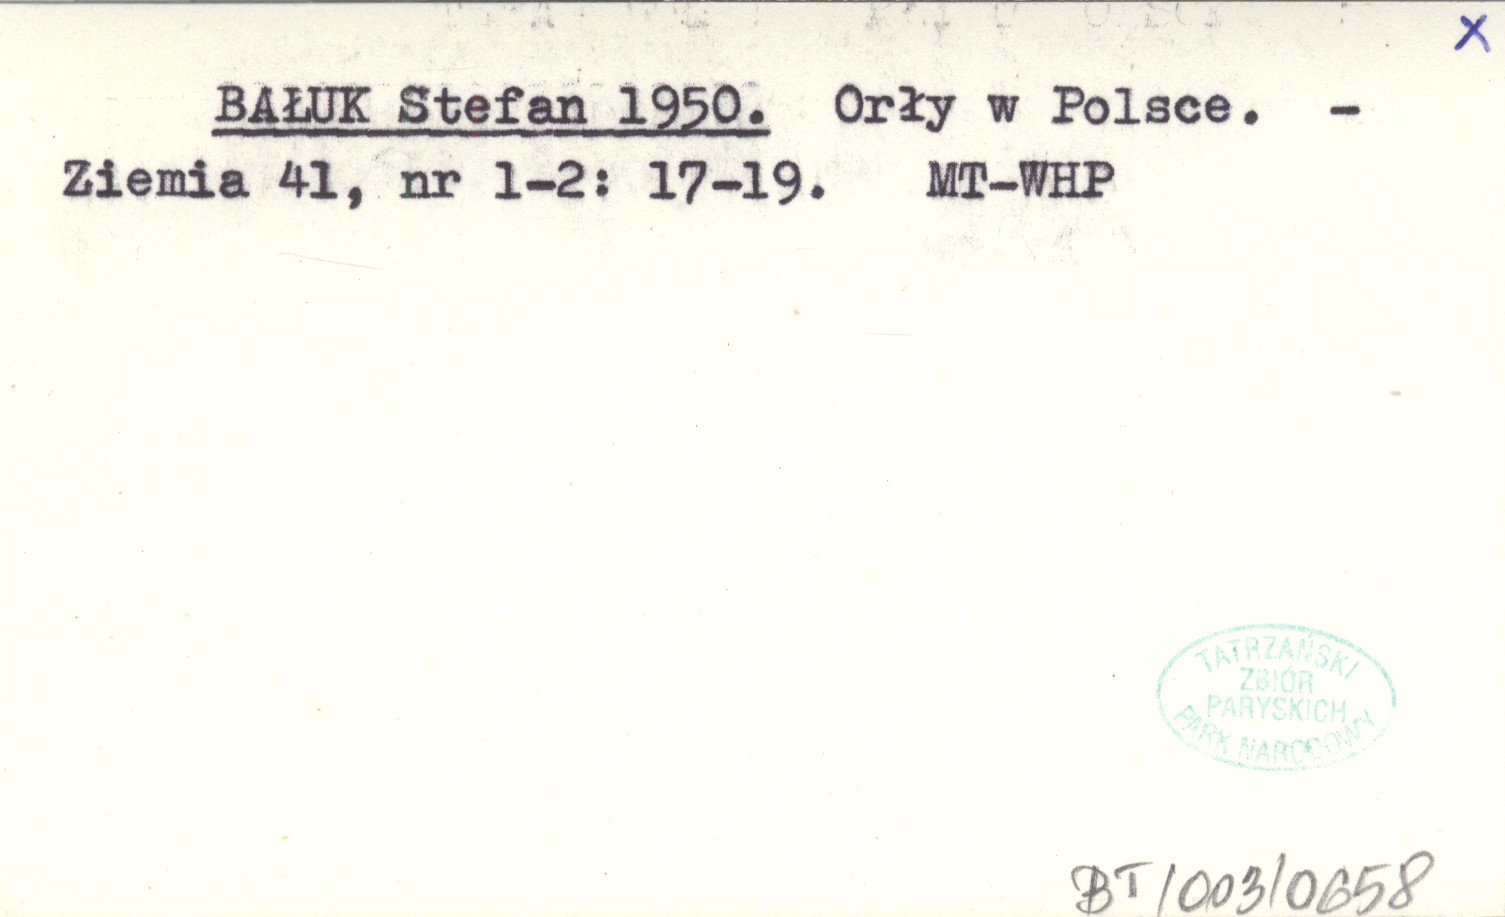 x
BAŁUK Stefan 1950. Orły w Polsce. -
Ziemia 41, nr 1-2: 17-19. MT-WHP
TATRZAŃSKI
ZBIÓR
PARYSKICH
PARK NARODOWY
BT/003/0658